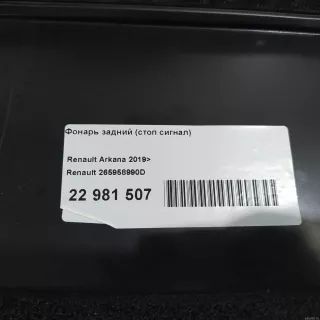 Фонарь задний (стоп сигнал)
Renault Arkana 2019>
Renault 265958990D
22 981 507